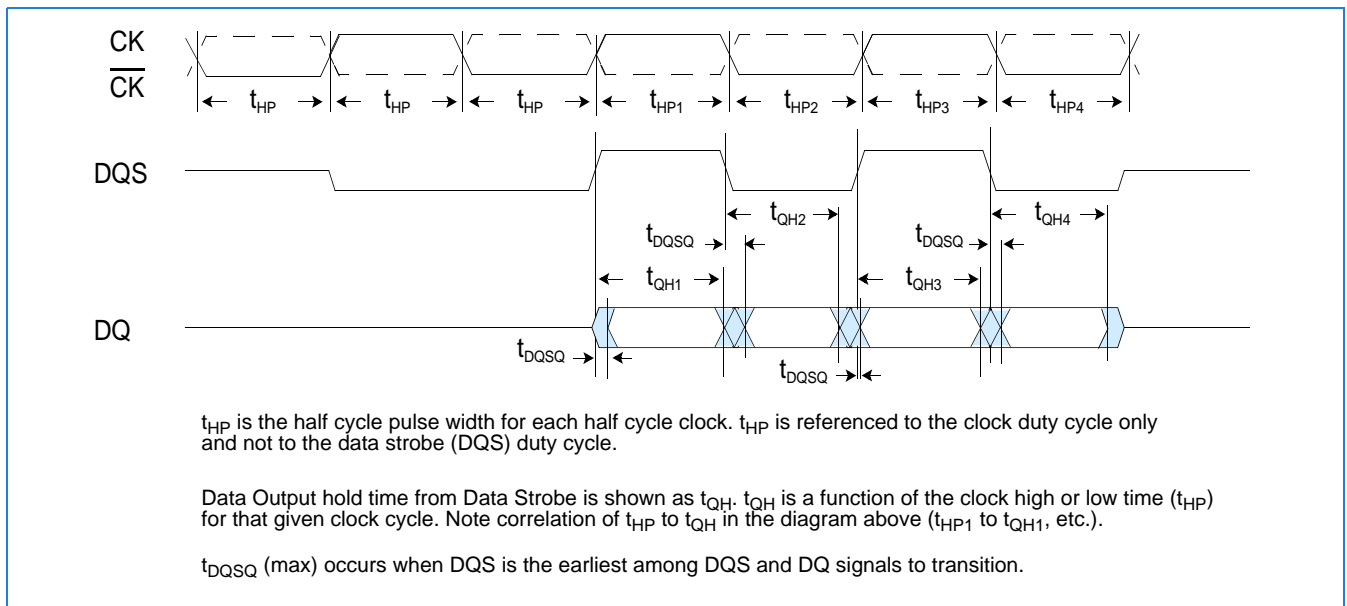 CK
CK
tHP tHP tHP tHP1 tHP2 tHP3 tHP4
DQS
tQH2 tQH4
tDQSQ tDQSQ
tQH1 tQH3
DQ
tDQSQ tDQSQ
tHP is the half cycle pulse width for each half cycle clock. tHP is referenced to the clock duty cycle only
and not to the data strobe (DQS) duty cycle.
Data Output hold time from Data Strobe is shown as tQH. tQH is a function of the clock high or low time (tHP)
for that given clock cycle. Note correlation of tHP to tQH in the diagram above (tHP1 to tQH1, etc.).
tDQSQ (max) occurs when DQS is the earliest among DQS and DQ signals to transition.